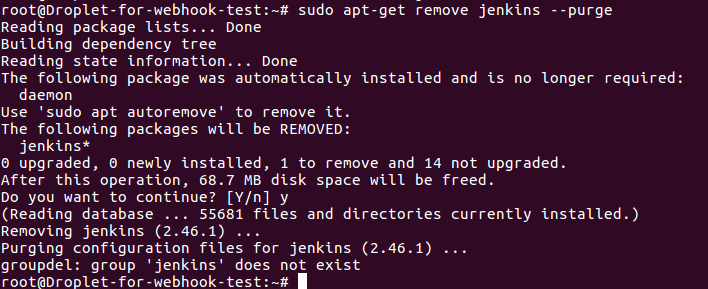 root@Droplet-for-webhook-test:~# sudo apt-get remove jenkins --purge
Reading package lists... Done
Building dependency tree
Reading state information... Done
The following package was automatically installed and is no longer required:
  daemon
Use 'sudo apt autoremove' to remove it.
The following packages will be REMOVED:
  jenkins*
0 upgraded, 0 newly installed, 1 to remove and 14 not upgraded.
After this operation, 68.7 MB disk space will be freed.
Do you want to continue? [Y/n] y
(Reading database ... 55681 files and directories currently installed.)
Removing jenkins (2.46.1) ...
Purging configuration files for jenkins (2.46.1) ...
groupdel: group 'jenkins' does not exist
root@Droplet-for-webhook-test:~#